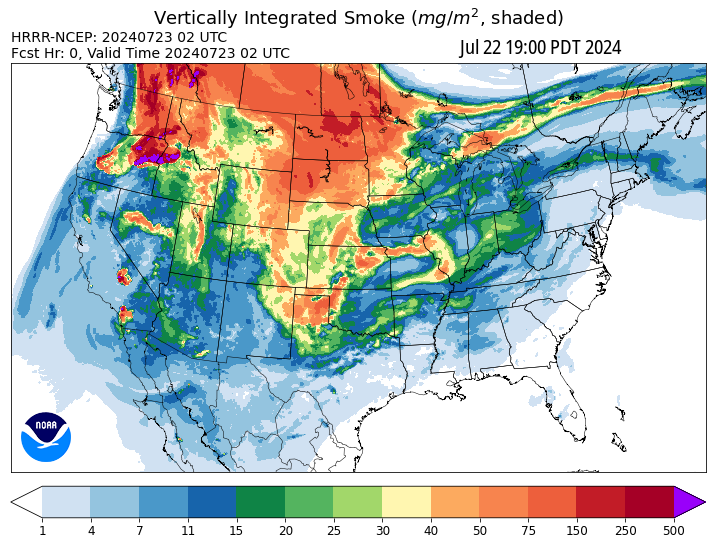 Vertically Integrated Smoke (mg/m², shaded)
HRRR-NCEP: 20240723 02 UTC
Fcst Hr: 0, Valid Time 20240723 02 UTC
Jul 22 19:00 PDT 2024
NOAA
1 4 7 11 15 20 25 30 40 50 75 150 250 500